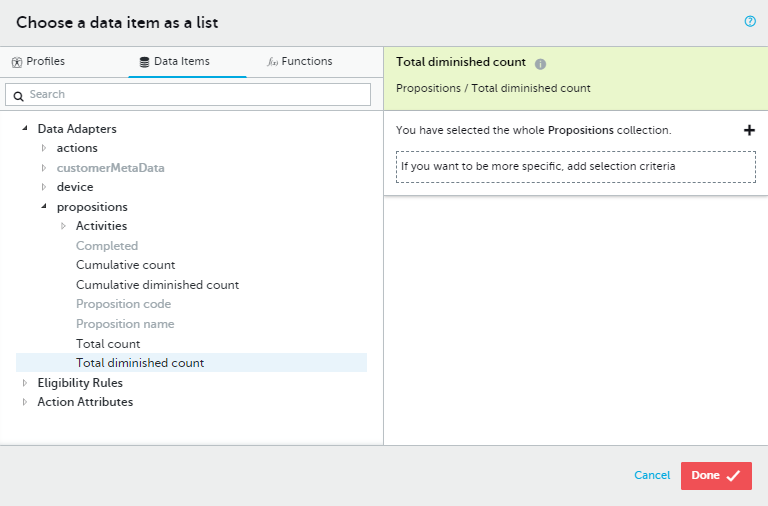 Choose a data item as a list
Profiles
Data Items
f(x) Functions
Search
Data Adapters
actions
customerMetaData
device
propositions
Activities
Completed
Cumulative count
Cumulative diminished count
Proposition code
Proposition name
Total count
Total diminished count
Eligibility Rules
Action Attributes
Total diminished count
Propositions / Total diminished count
You have selected the whole Propositions collection.
If you want to be more specific, add selection criteria
Cancel
Done